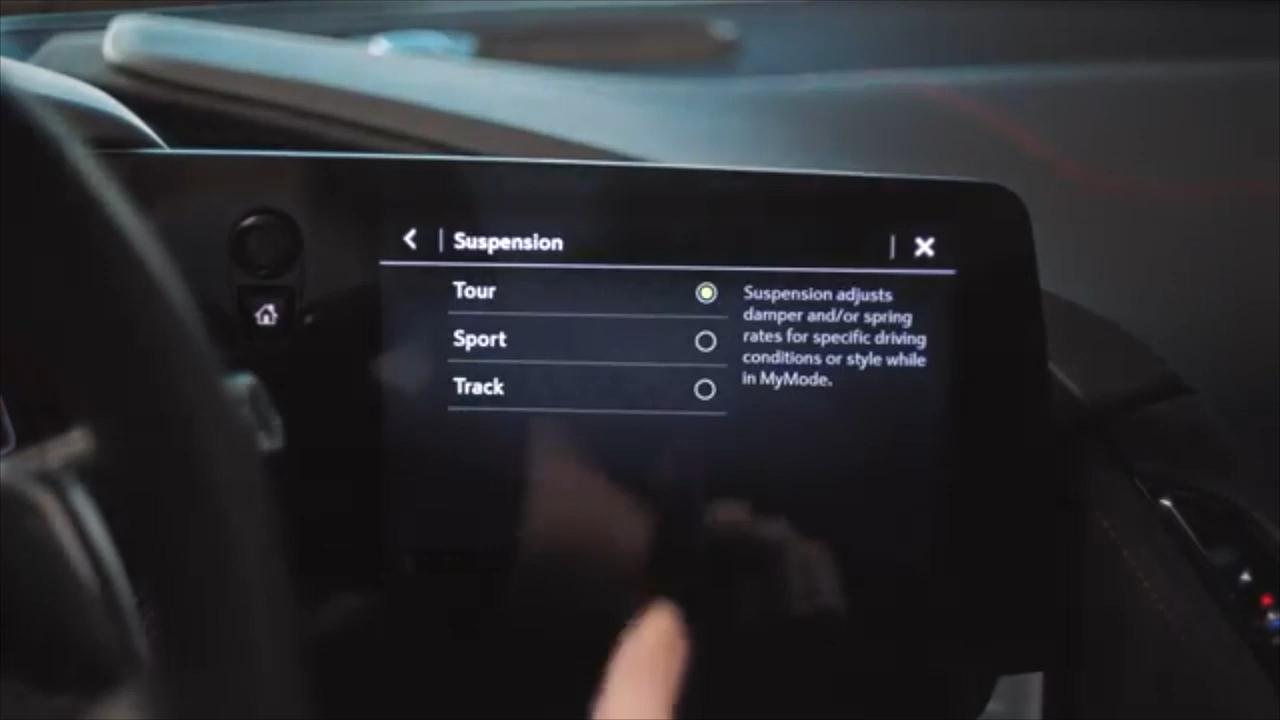 Suspension
Tour
Sport
Track
Suspension adjusts
damper and/or spring
rates for specific driving
conditions or style while
in MyMode.